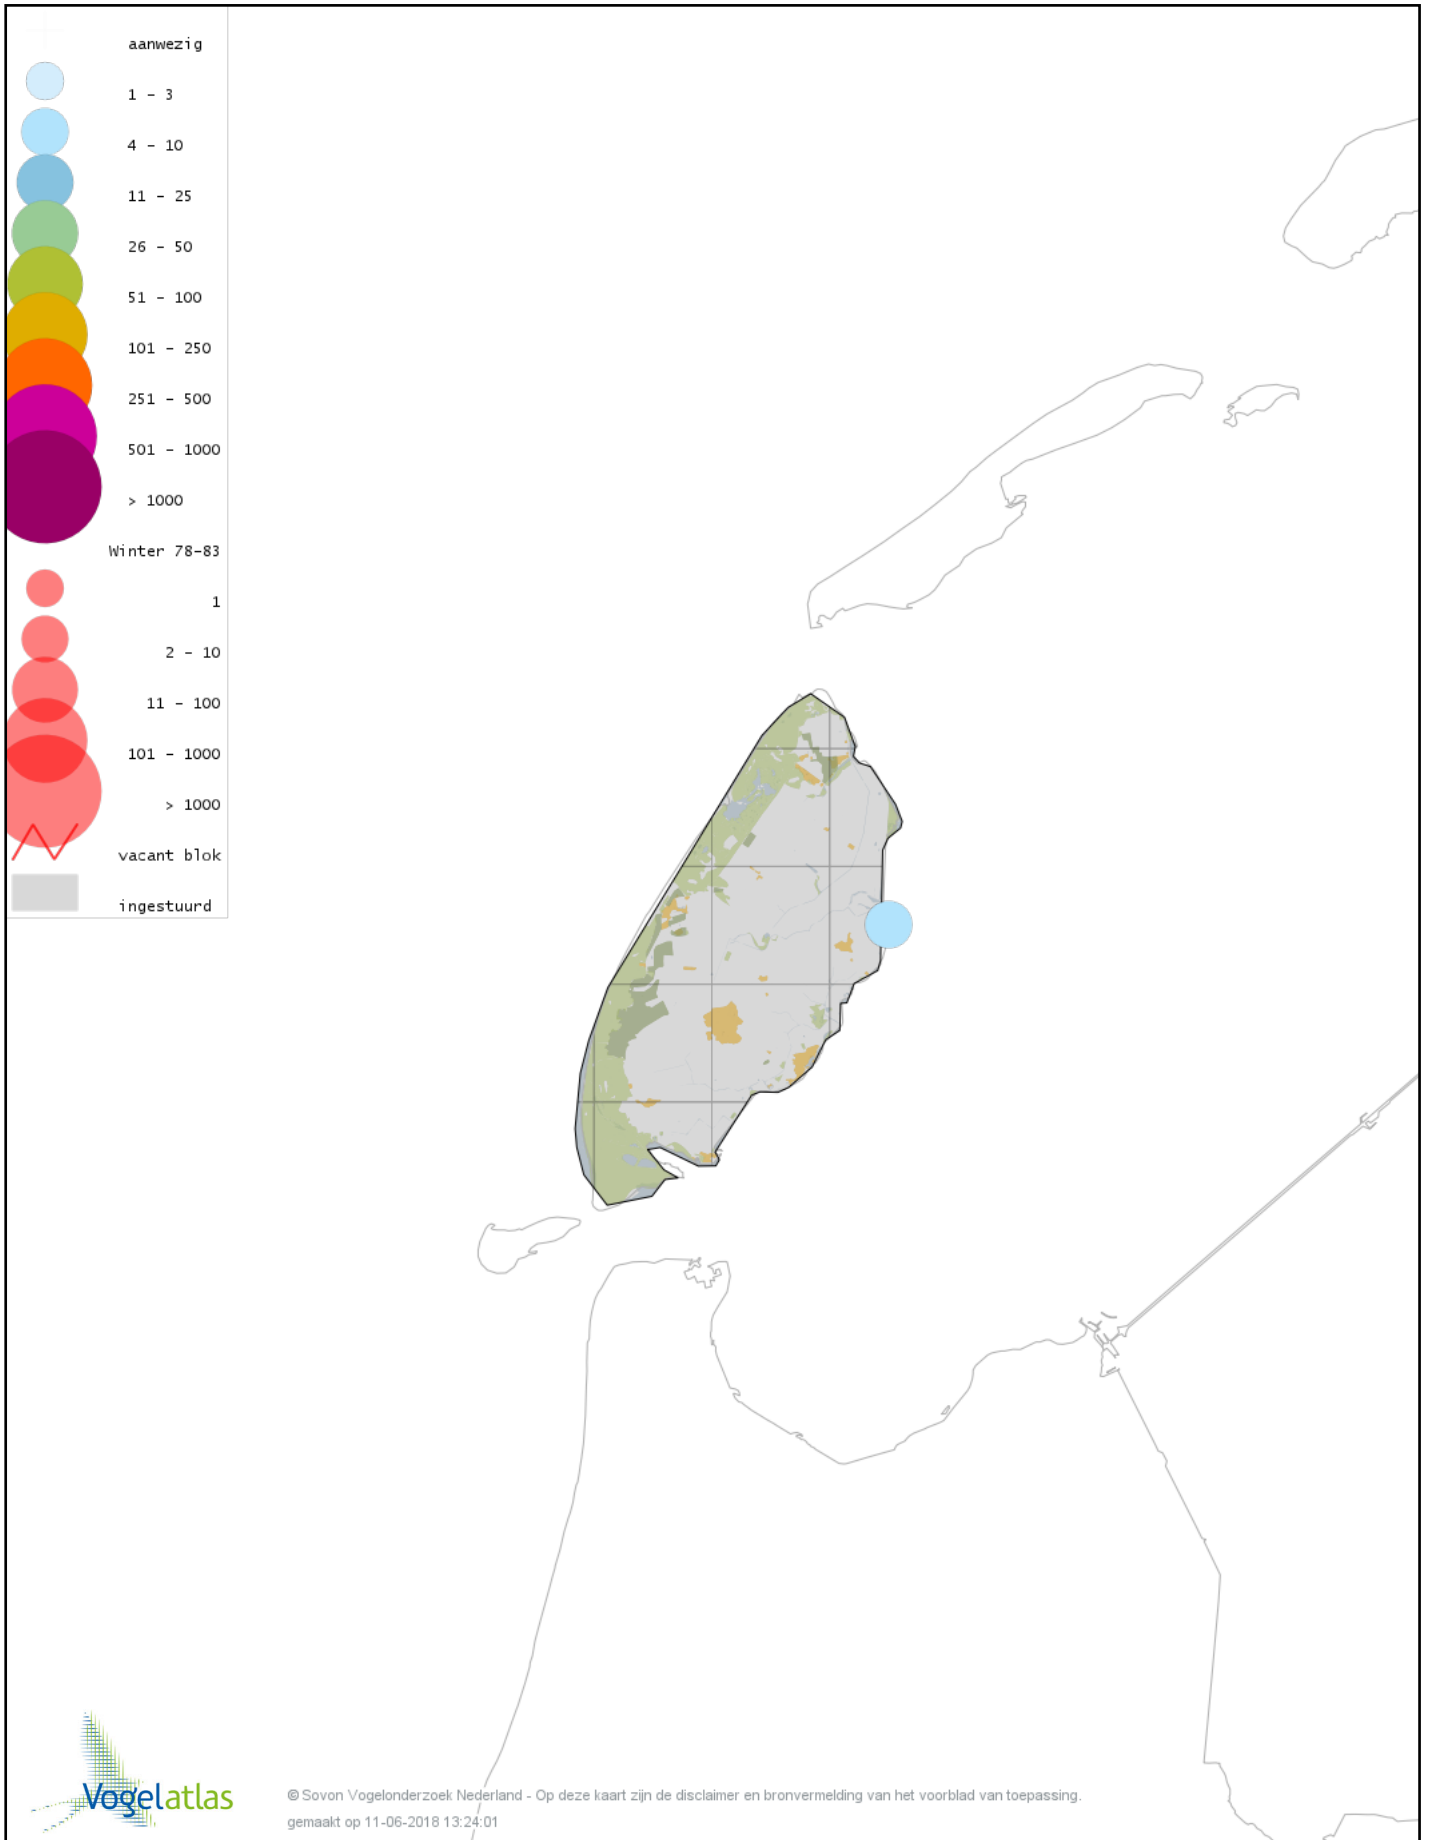 aanwezig
1 - 3
4 - 10
11 - 25
26 - 50
51 - 100
101 - 250
251 - 500
501 - 1000
> 1000
Winter 78-83
1
2 - 10
11 - 100
101 - 1000
> 1000
vacant blok
ingestuurd
Vogelatlas
© Sovon Vogelonderzoek Nederland - Op deze kaart zijn de disclaimer en bronvermelding van het voorblad van toepassing.
gemaakt op 11-06-2018 13:24:01